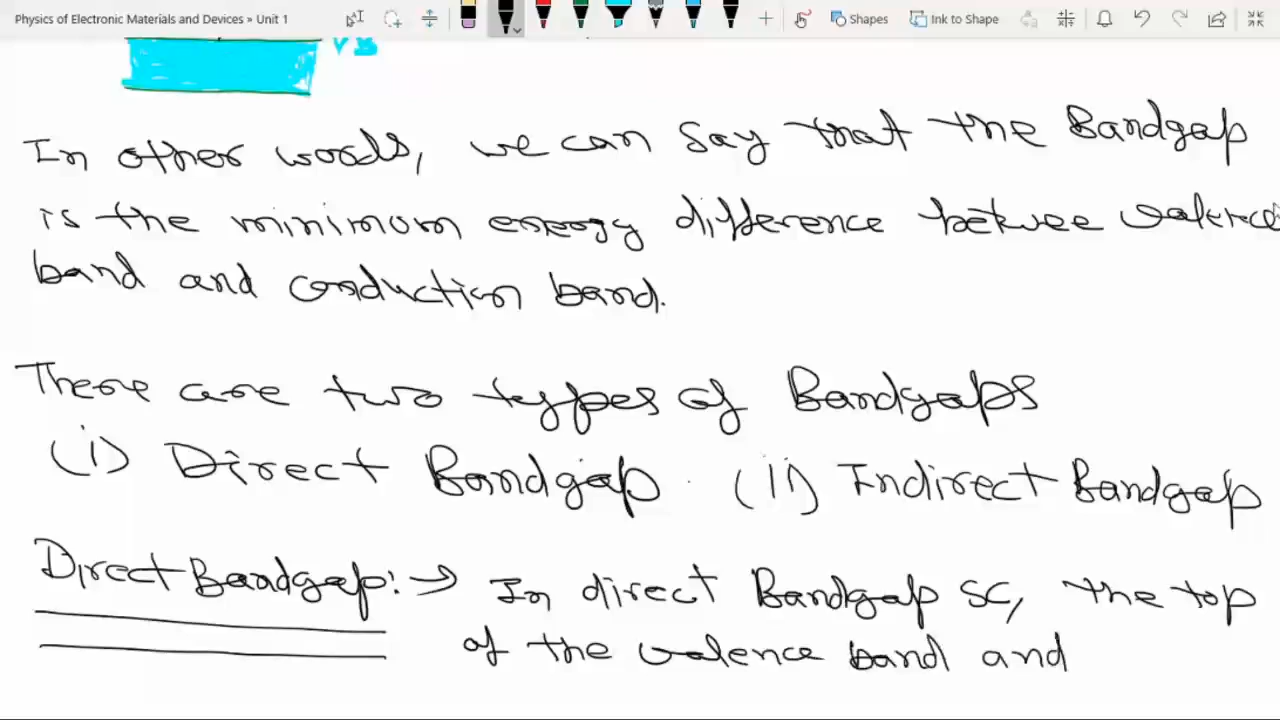 Physics of Electronic Materials and Devices » Unit 1
Shapes
Ink to Shape
VB
In other words, we can say that the Bandgap
is the minimum energy difference betwee valence
band and conduction band.
There are two types of Bandgaps
(i) Direct Bandgap. (ii) Indirect Bandgap
Direct Bandgap:→ In direct Bandgap SC, the top
of the valence band and